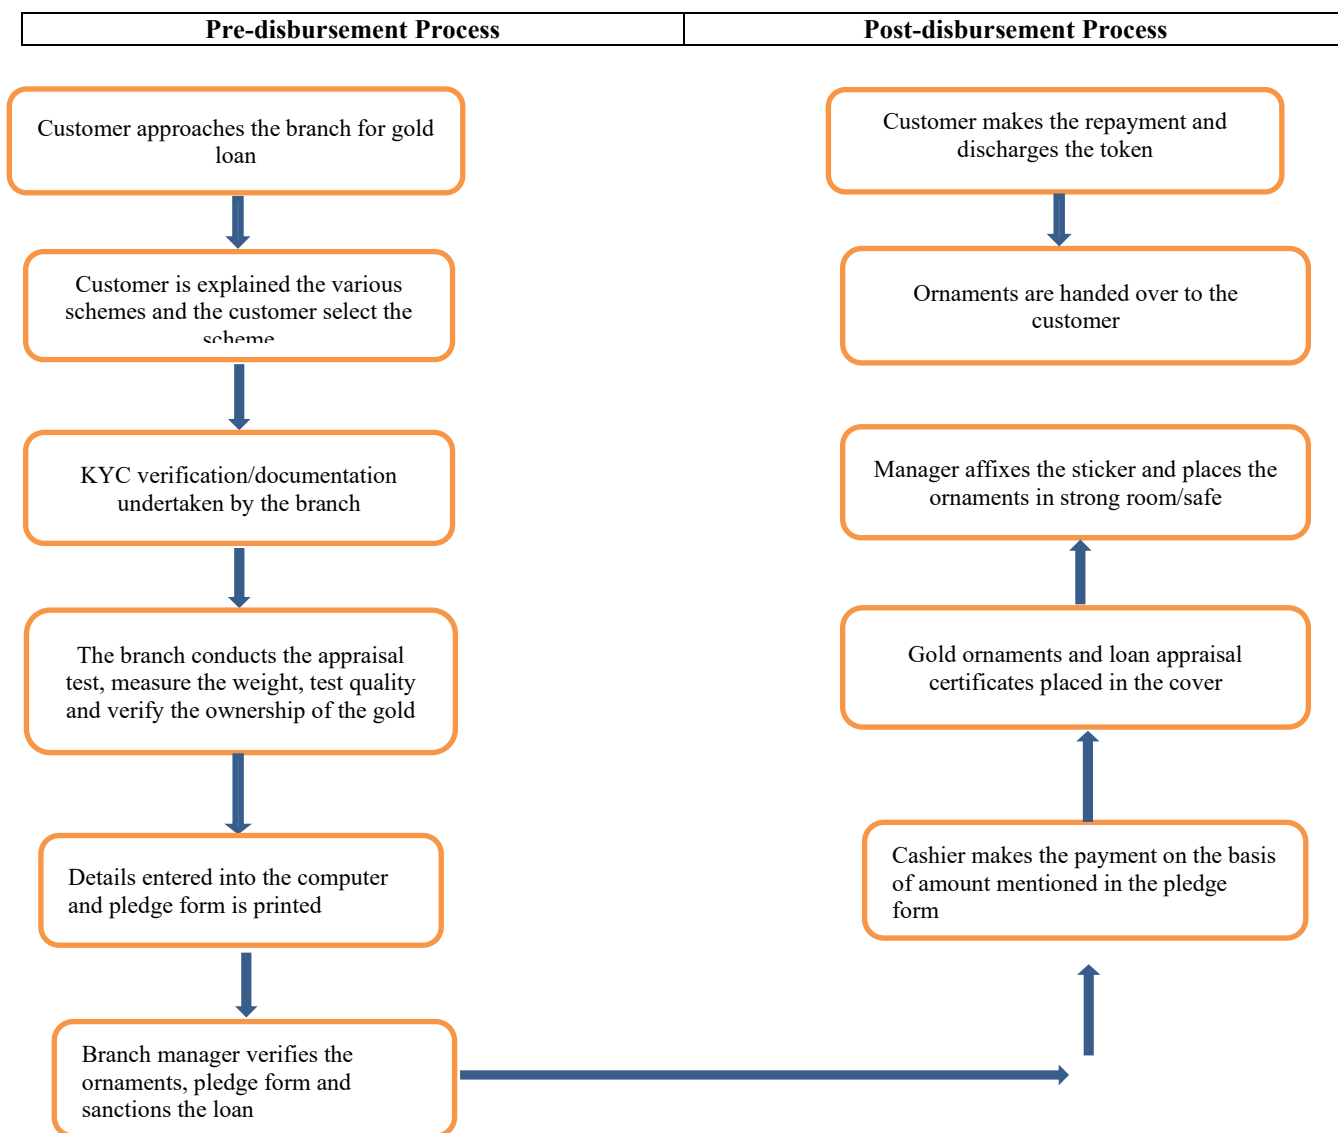 Pre-disbursement Process
Post-disbursement Process
Customer approaches the branch for gold
loan
Customer is explained the various
schemes and the customer select the
scheme
KYC verification/documentation
undertaken by the branch
The branch conducts the appraisal
test, measure the weight, test quality
and verify the ownership of the gold
Details entered into the computer
and pledge form is printed
Branch manager verifies the
ornaments, pledge form and
sanctions the loan
Customer makes the repayment and
discharges the token
Ornaments are handed over to the
customer
Manager affixes the sticker and places the
ornaments in strong room/safe
Gold ornaments and loan appraisal
certificates placed in the cover
Cashier makes the payment on the basis
of amount mentioned in the pledge
form